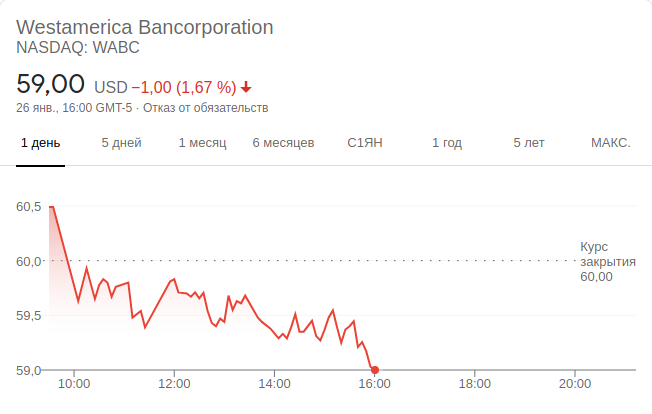 Westamerica Bancorporation
NASDAQ: WABC
59,00 USD −1,00 (1,67 %)
26 янв., 16:00 GMT-5 · Отказ от обязательств
1 день 5 дней 1 месяц 6 месяцев С1ЯН 1 год 5 лет МАКС.
60,5
60,0
59,5
59,0
Курс
закрытия
60,00
10:00 12:00 14:00 16:00 18:00 20:00